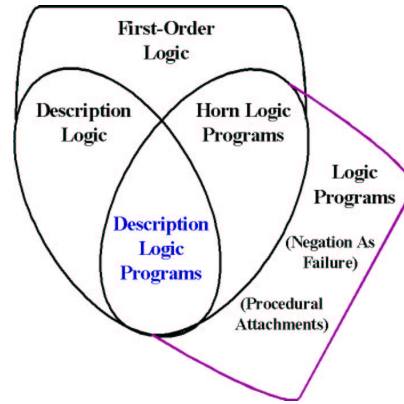 First-Order
Logic
Description
Logic
Horn Logic
Programs
Logic
Programs
Description
Logic
Programs
(Negation As
Failure)
(Procedural
Attachments)